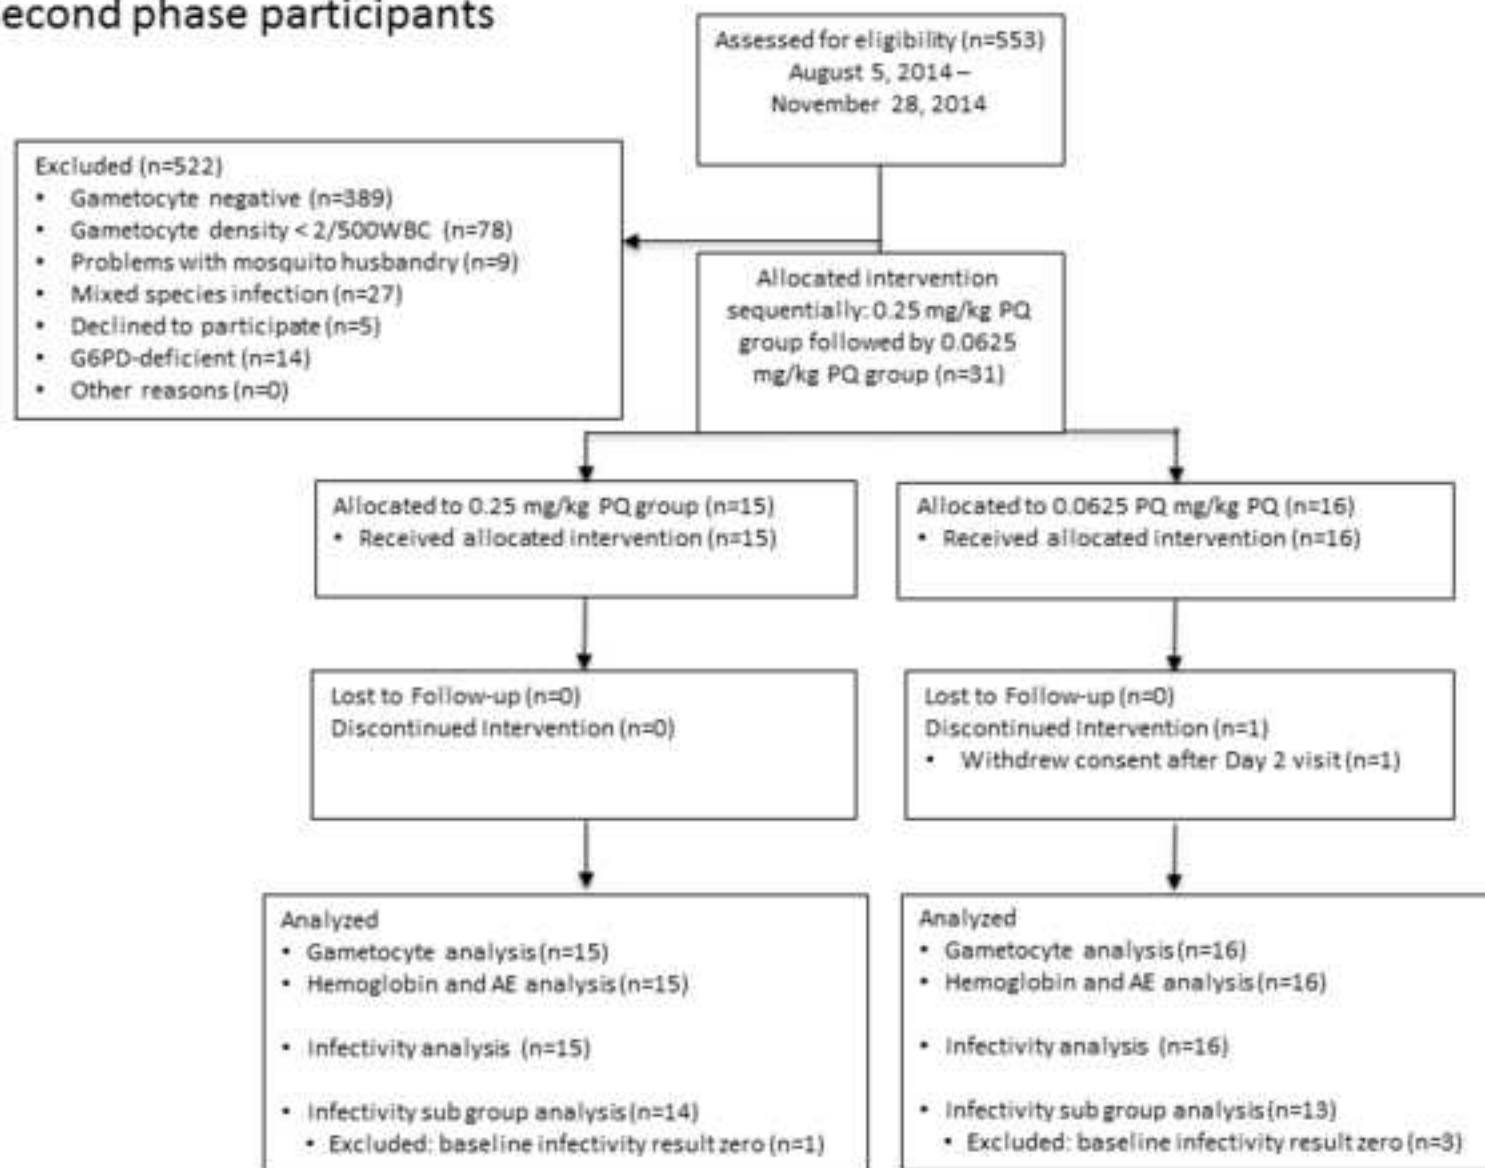 econd phase participants
Assessed for eligibility (n=553)
August 5, 2014 –
November 28, 2014
Excluded (n=522)
• Gametocyte negative (n=389)
• Gametocyte density < 2/500WBC (n=78)
• Problems with mosquito husbandry (n=9)
• Mixed species infection (n=27)
• Declined to participate (n=5)
• G6PD-deficient (n=14)
• Other reasons (n=0)
Allocated intervention
sequentially: 0.25 mg/kg PQ
group followed by 0.0625
mg/kg PQ group (n=31)
Allocated to 0.25 mg/kg PQ group (n=15)
• Received allocated intervention (n=15)
Allocated to 0.0625 PQ mg/kg PQ (n=16)
• Received allocated intervention (n=16)
Lost to Follow-up (n=0)
Discontinued Intervention (n=0)
Lost to Follow-up (n=0)
Discontinued Intervention (n=1)
• Withdrew consent after Day 2 visit (n=1)
Analyzed
• Gametocyte analysis (n=15)
• Hemoglobin and AE analysis (n=15)
• Infectivity analysis (n=15)
• Infectivity sub group analysis (n=14)
• Excluded: baseline infectivity result zero (n=1)
Analyzed
• Gametocyte analysis (n=16)
• Hemoglobin and AE analysis (n=16)
• Infectivity analysis (n=16)
• Infectivity sub group analysis (n=13)
• Excluded: baseline infectivity result zero (n=3)